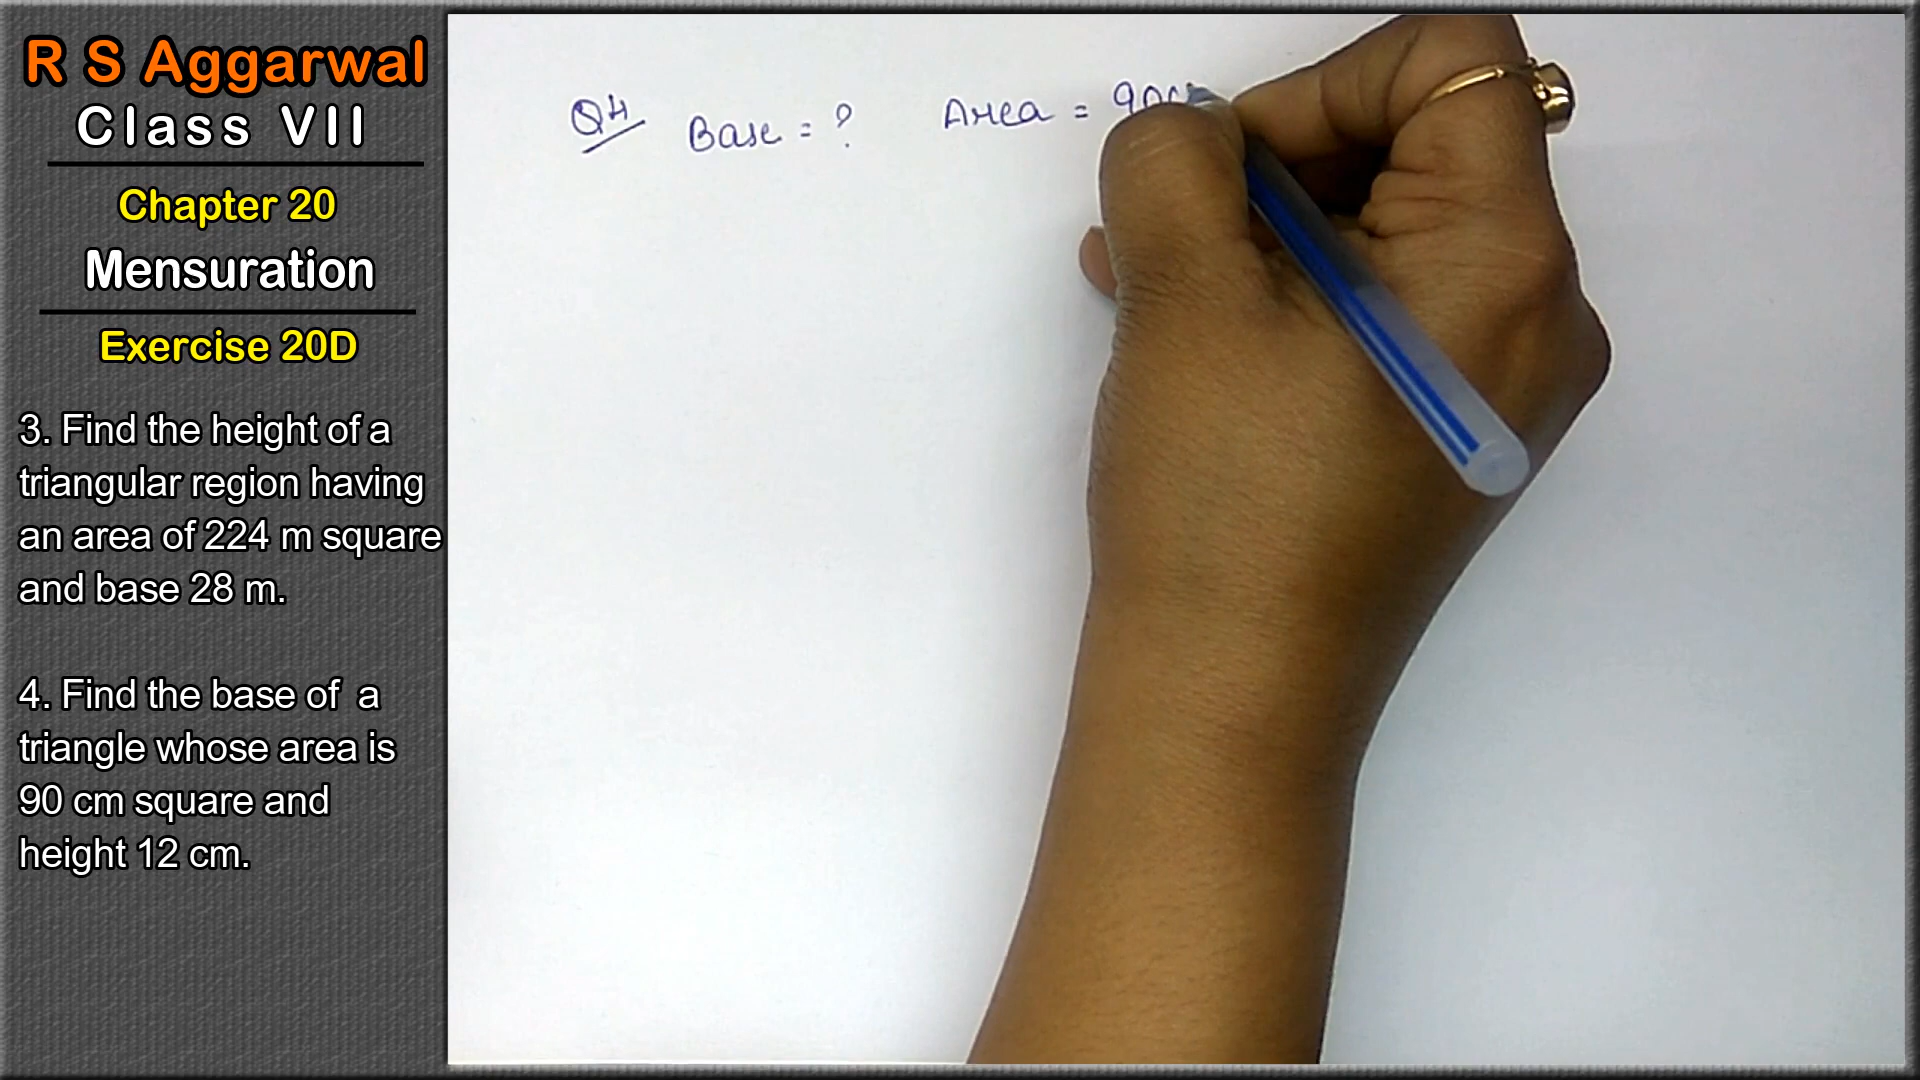 R S Aggarwal
Class VII
Chapter 20
Mensuration
Exercise 20D
3. Find the height of a
triangular region having
an area of 224 m square
and base 28 m.
4. Find the base of a
triangle whose area is
90 cm square and
height 12 cm.
Q4 Base = ? Area = 90